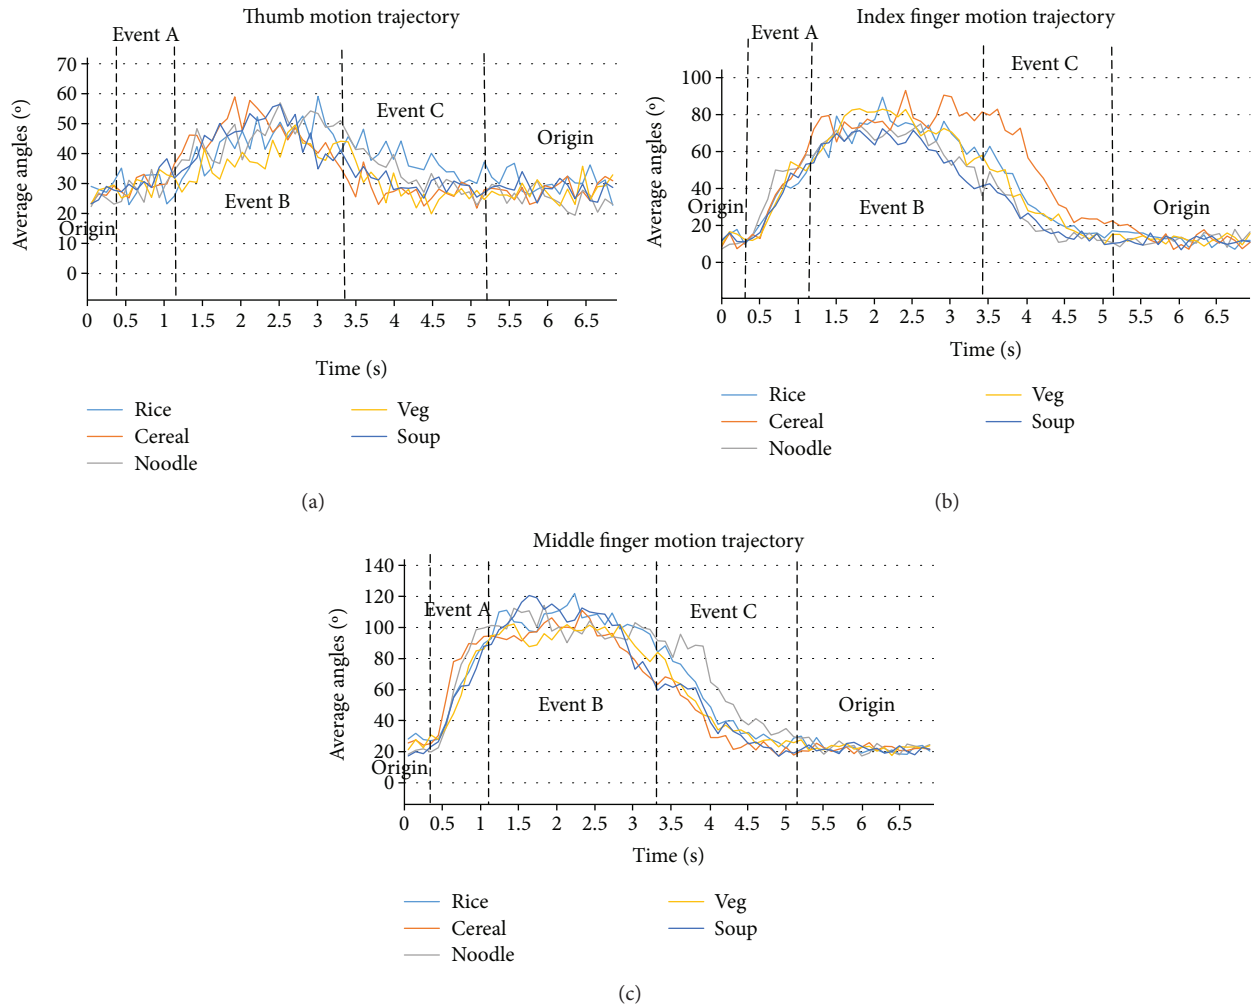 Thumb motion trajectory
Event A
70
60
50
40
30
20
10
0
Average angles (º)
Event C
Origin
Event B
Origin
0 0.5 1 1.5 2 2.5 3 3.5 4 4.5 5 5.5 6 6.5
Time (s)
Rice
Cereal
Noodle
Veg
Soup
(a)
Index finger motion trajectory
Event A
Event C
100
80
60
40
20
0
Average angles (º)
Origin
Event B
Origin
0 0.5 1 1.5 2 2.5 3 3.5 4 4.5 5 5.5 6 6.5
Time (s)
Rice
Cereal
Noodle
Veg
Soup
(b)
Middle finger motion trajectory
140
120
100
80
60
40
20
0
Average angles (º)
Event A
Event C
Event B
Origin
Origin
0 0.5 1 1.5 2 2.5 3 3.5 4 4.5 5 5.5 6 6.5
Time (s)
Rice
Cereal
Noodle
Veg
Soup
(c)